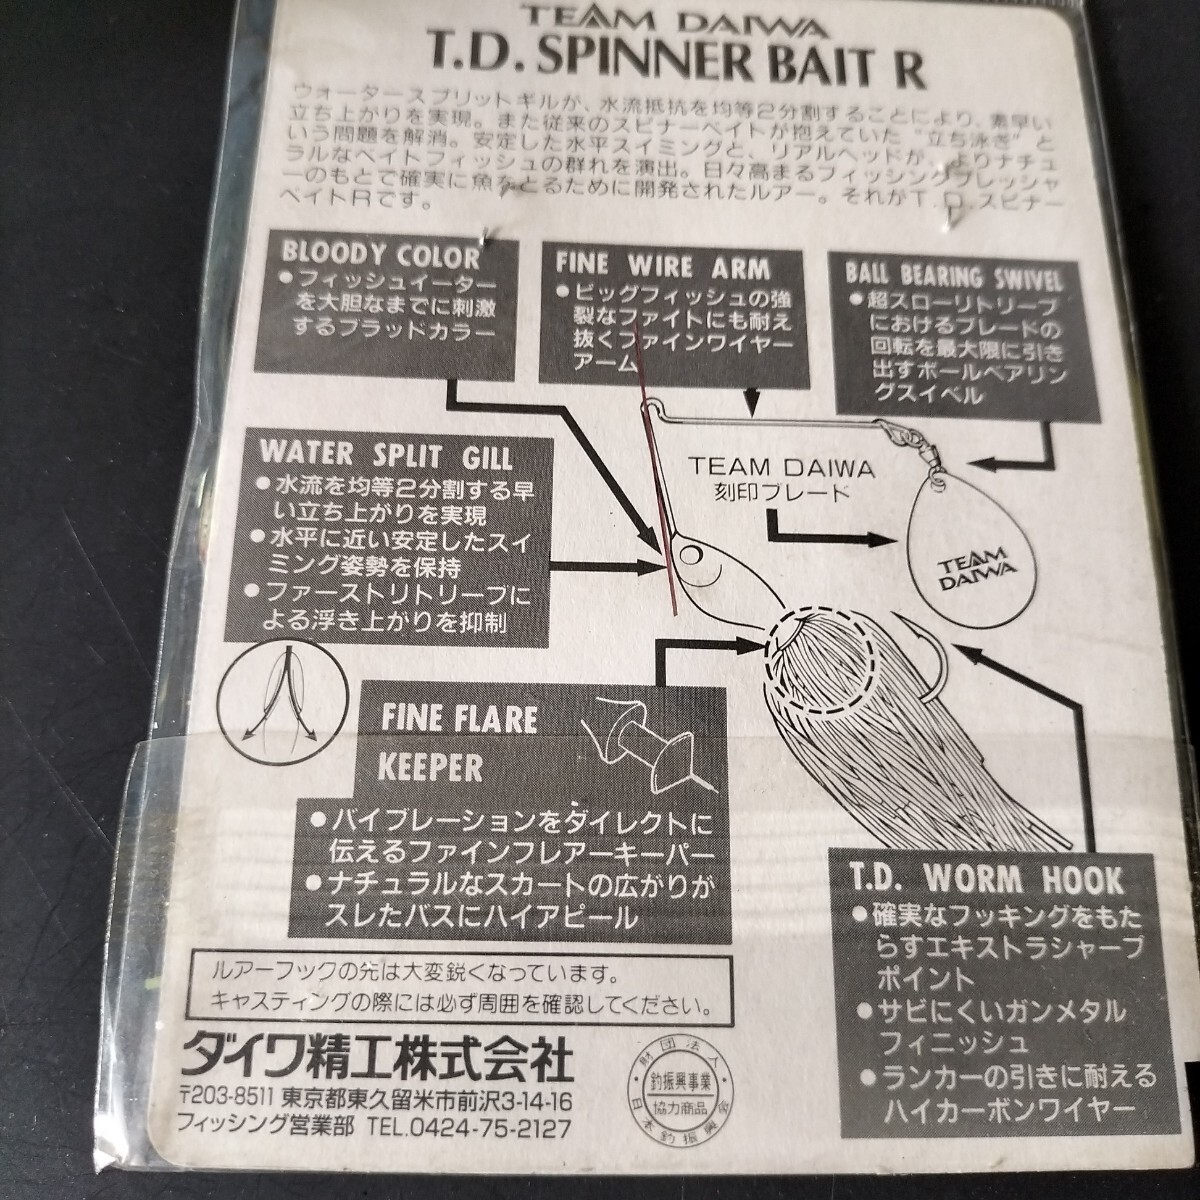 TEAM DAIWA
T.D. SPINNER BAIT R
ウォータースプリットギルが、水流抵抗を均等2分割することにより、素早い
立ち上がりを実現。また従来のスピナーベイトが抱えていた“立ち泳ぎ”と
いう問題を解消。安定した水平スイミングと、リアルヘッドが、よりナチュ
ラルなベイトフィッシュの群れを演出。日々高まるフィッシングプレッシャ
ーのもとで確実に魚をとるために開発されたルアー。それがT.D.スピナー
ベイトRです。
BLOODY COLOR
●フィッシュイーター
を大胆なまでに刺激
するブラッドカラー
FINE WIRE ARM
●ビッグフィッシュの強
裂なファイトにも耐え
抜くファインワイヤー
アーム
BALL BEARING SWIVEL
●超スローリトリーブ
におけるブレードの
回転を最大限に引き
出すボールベアリン
グスイベル
WATER SPLIT GILL
●水流を均等2分割する早
い立ち上がりを実現
●水平に近い安定したスイ
ミング姿勢を保持
●ファーストリトリーブに
よる浮き上がりを抑制
TEAM DAIWA
刻印ブレード
TEAM
DAIWA
FINE FLARE
KEEPER
●バイブレーションをダイレクトに
伝えるファインフレアーキーパー
●ナチュラルなスカートの広がりが
スレたバスにハイアピール
T.D. WORM HOOK
●確実なフッキングをもた
らすエキストラシャープ
ポイント
●サビにくいガンメタル
フィニッシュ
●ランカーの引きに耐える
ハイカーボンワイヤー
ルアーフックの先は大変鋭くなっています。
キャスティングの際には必ず周囲を確認してください。
ダイワ精工株式会社
〒203-8511 東京都東久留米市前沢3-14-16
フィッシング営業部 TEL.0424-75-2127
財団法人
釣振興事業
協力商品
日本釣振興会